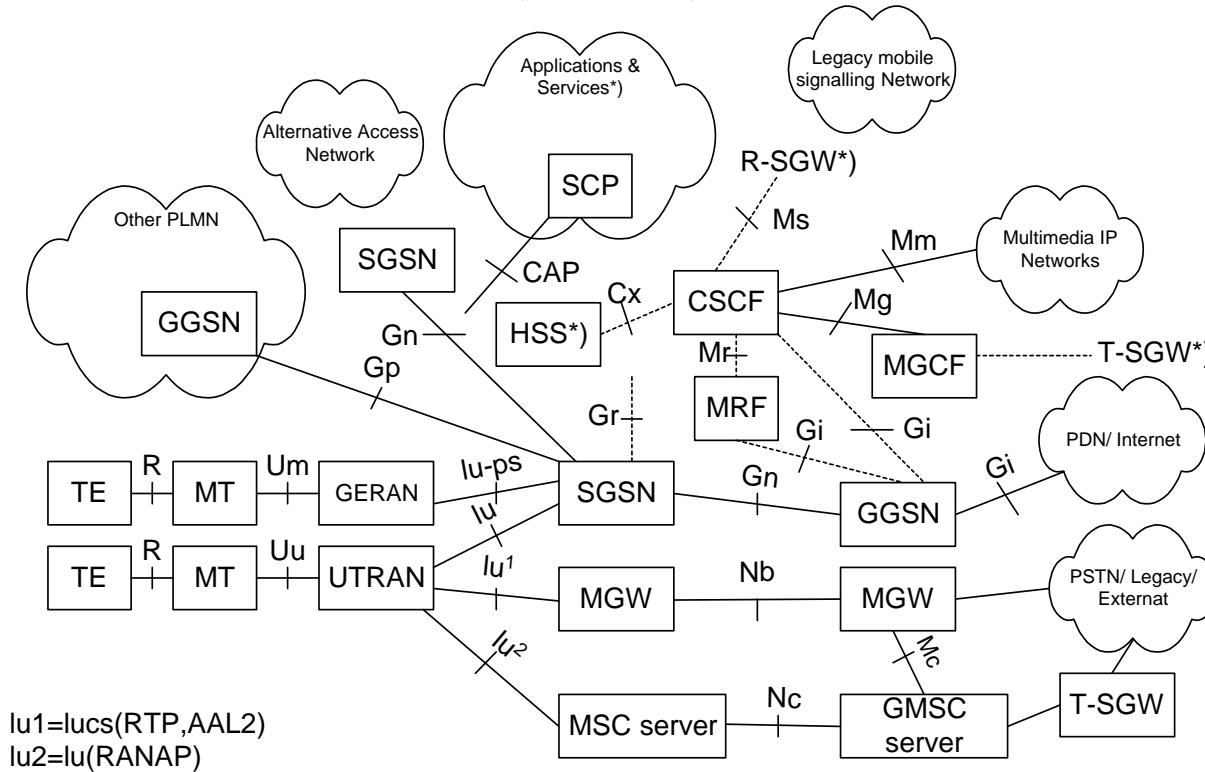 Applications &
Services*)
Legacy mobile
signalling Network
Alternative Access
Network
R-SGW*)
SCP
Other PLMN
Ms
Mm
SGSN
Multimedia IP
Networks
CAP
Cx
CSCF
Mg
GGSN
HSS*)
Gn
Mr
MGCF
T-SGW*)
Gp
MRF
Gr
Gi
Gi
PDN/ Internet
R
Um
Iu-ps
Gn
Gi
TE
MT
GERAN
SGSN
GGSN
Iu
R
Uu
TE
MT
UTRAN
Iu¹
MGW
Nb
MGW
PSTN/ Legacy/
Externat
Iu²
Mc
MSC server
Nc
GMSC
server
T-SGW
Iu1=Iucs(RTP,AAL2)
Iu2=Iu(RANAP)